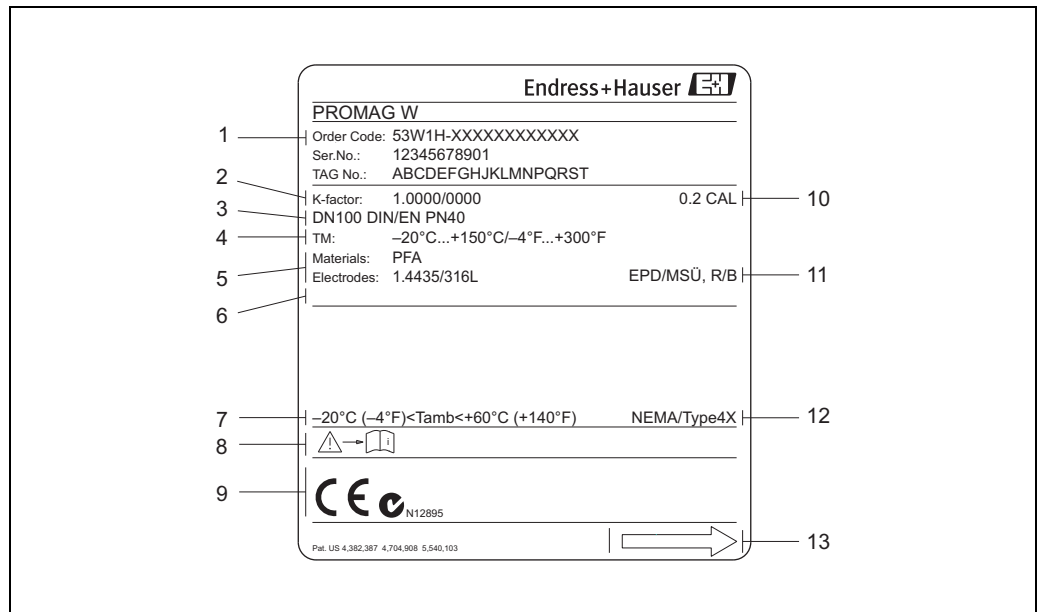 Endress+Hauser
PROMAG W
1
Order Code: 53W1H-XXXXXXXXXXXX
Ser.No.: 12345678901
TAG No.: ABCDEFGHJKLMNPQRST
2
K-factor: 1.0000/0000 0.2 CAL
10
3
DN100 DIN/EN PN40
4
TM: –20°C...+150°C/–4°F...+300°F
Materials: PFA
5
Electrodes: 1.4435/316L EPD/MSÜ, R/B
11
6
7
–20°C (–4°F)<Tamb<+60°C (+140°F) NEMA/Type4X
12
8
i
9
CE
N12895
Pat. US 4,382,387 4,704,908 5,540,103
13